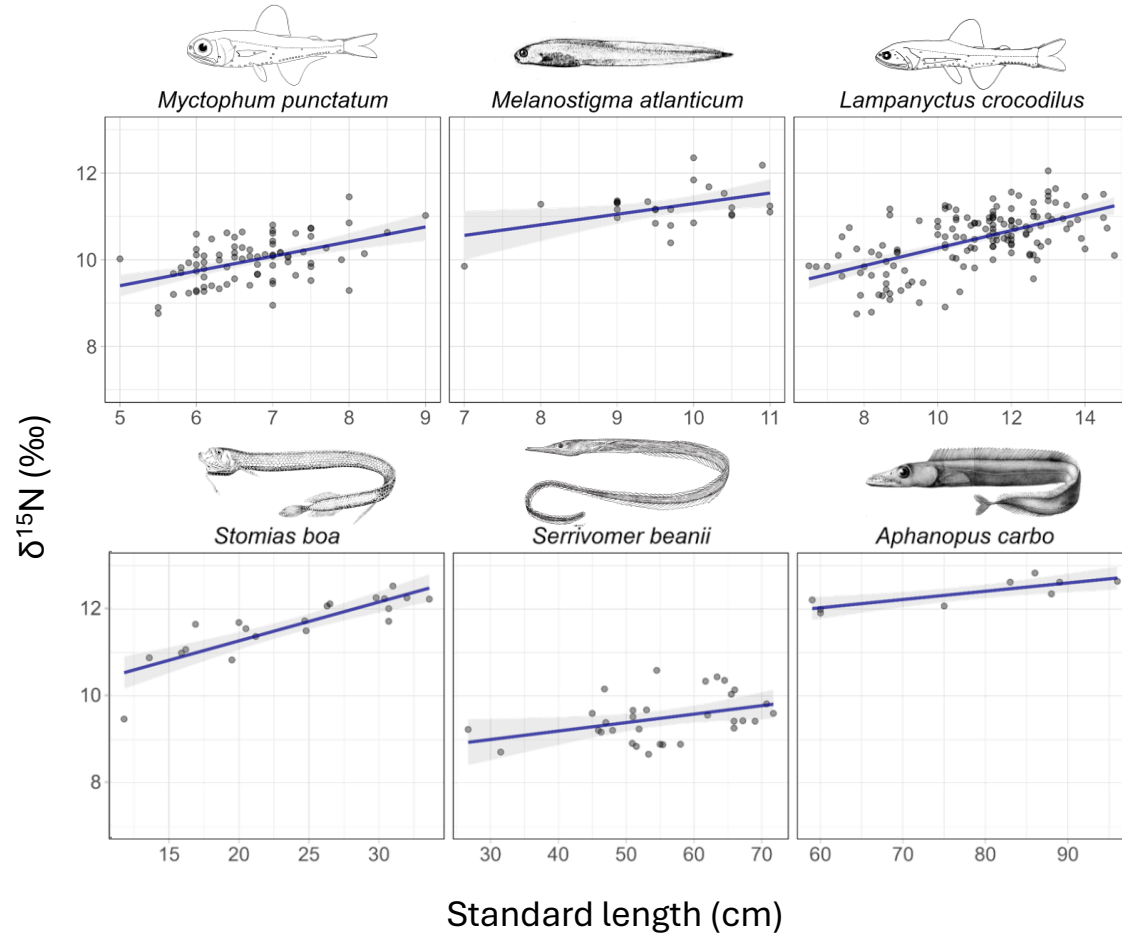 Myctophum punctatum Melanostigma atlanticum Lampanyctus crocodilus
12
10
8
5 6 7 8 9 7 8 9 10 11 8 10 12 14
δ¹⁵N (‰)
Stomias boa Serrivomer beanii Aphanopus carbo
12
10
8
15 20 25 30 30 40 50 60 70 60 70 80 90
Standard length (cm)